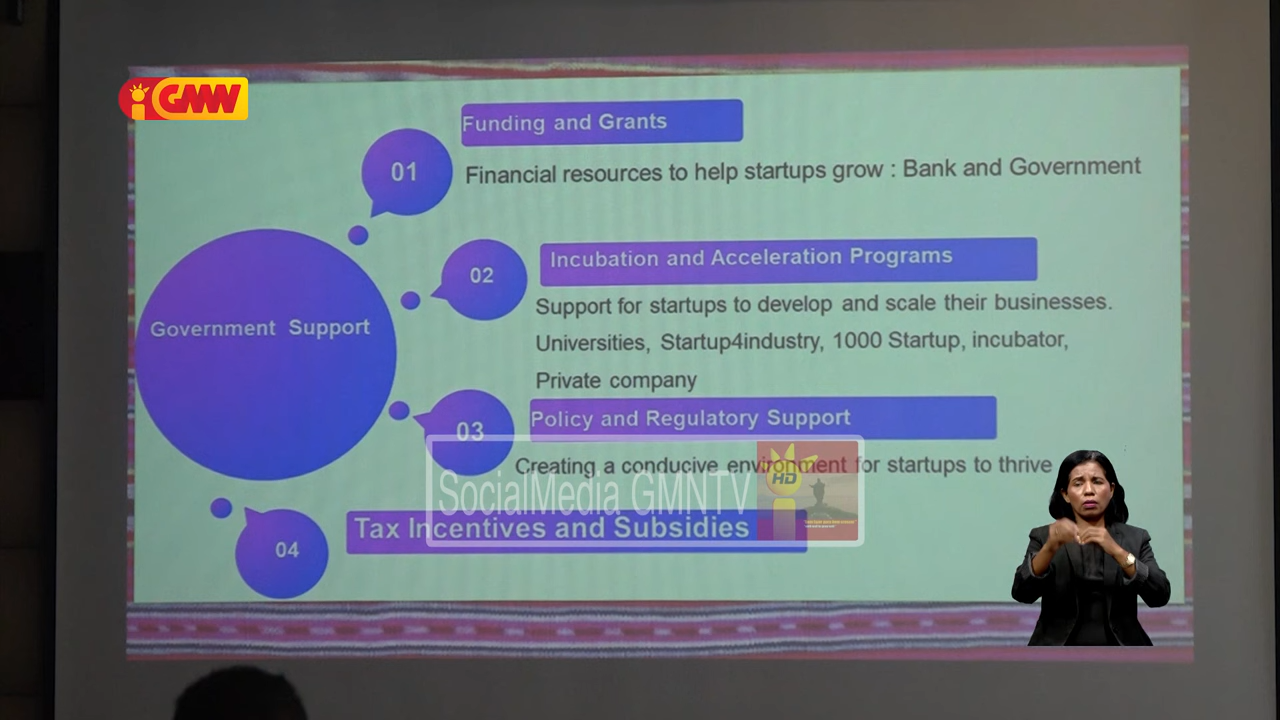 GMN
Funding and Grants
01
Financial resources to help startups grow : Bank and Government
02
Incubation and Acceleration Programs
Support for startups to develop and scale their businesses.
Universities, Startup4industry, 1000 Startup, incubator,
Private company
Government Support
03
Policy and Regulatory Support
Creating a conducive environment for startups to thrive
SocialMedia GMNTV
HD
04
Tax Incentives and Subsidies